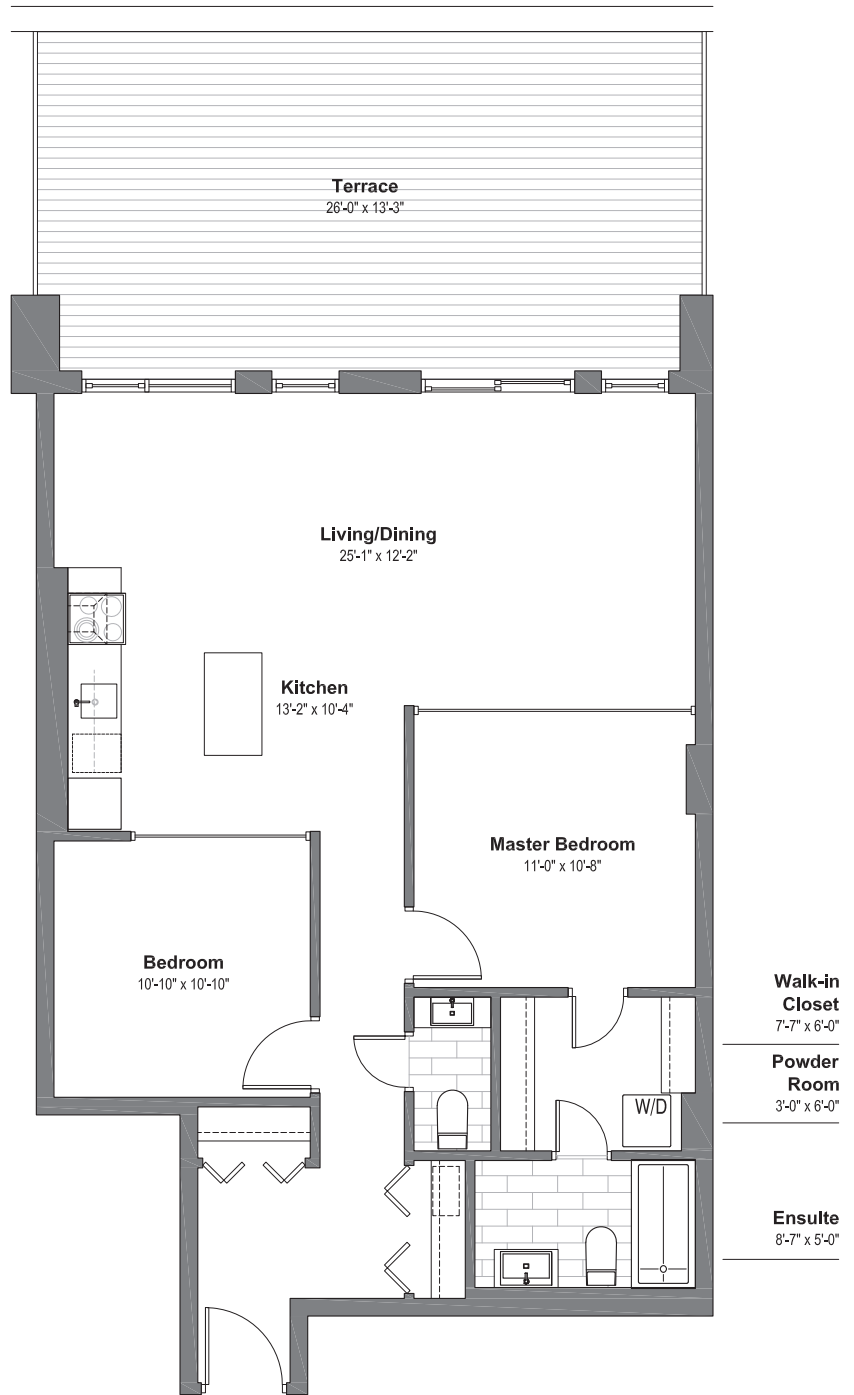 Terrace
26'-0" x 13'-3"
Living/Dining
25'-1" x 12'-2"
Kitchen
13'-2" x 10'-4"
Master Bedroom
11'-0" x 10'-8"
Bedroom
10'-10" x 10'-10"
Walk-in
Closet
7'-7" x 6'-0"
Powder
Room
3'-0" x 6'-0"
W/D
Ensuite
8'-7" x 5'-0"